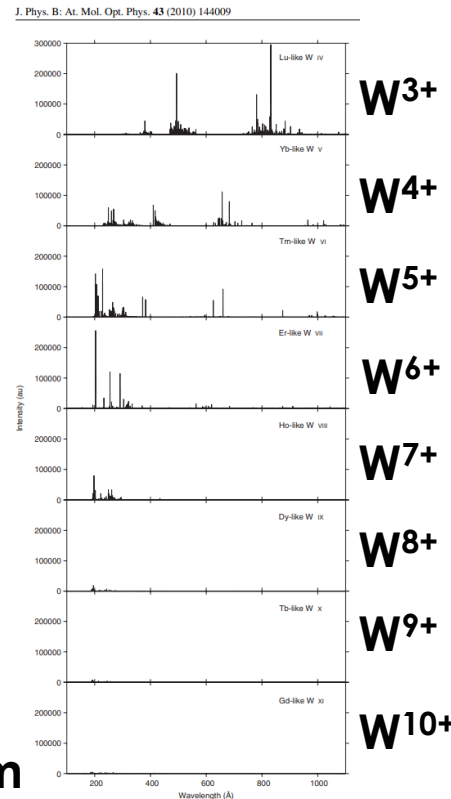 J. Phys. B: At. Mol. Opt. Phys. 43 (2010) 144009
300000
200000
100000
0
Lu-like W IV
W3+
200000
100000
0
Yb-like W V
W4+
200000
100000
0
Tm-like W VI
W5+
200000
100000
0
Er-like W VII
W6+
Intensity (au)
200000
100000
0
Ho-like W VIII
W7+
200000
100000
0
Dy-like W IX
W8+
200000
100000
0
Tb-like W X
W9+
200000
100000
0
Gd-like W XI
W10+
m
200 400 600 800 1000
Wavelength (Å)